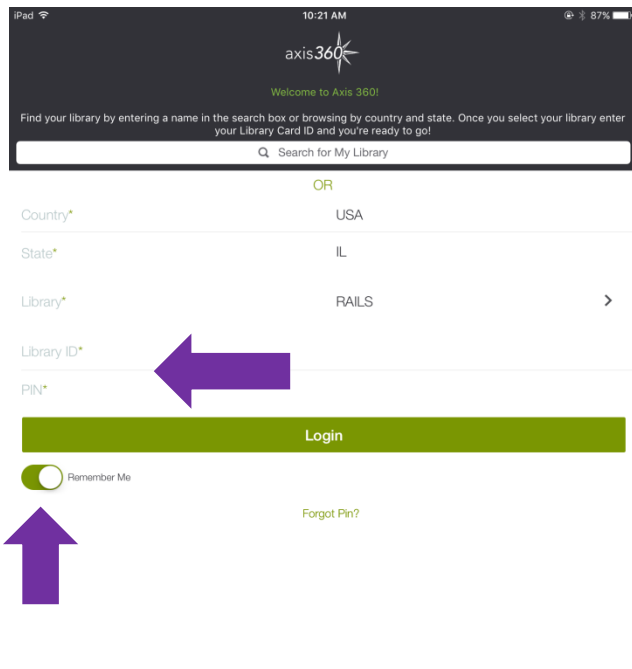 iPad 10:21 AM 87%
axis360
Welcome to Axis 360!
Find your library by entering a name in the search box or browsing by country and state. Once you select your library enter
your Library Card ID and you're ready to go!
Search for My Library
OR
Country* USA
State* IL
Library* RAILS
Library ID*
PIN*
Login
Remember Me
Forgot Pin?